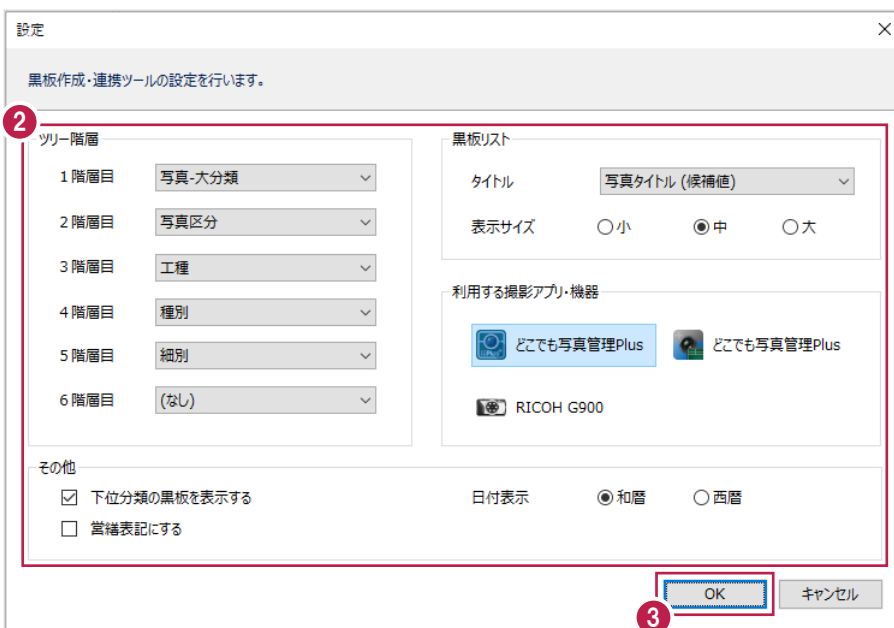 設定
黒板作成・連携ツールの設定を行います。
2
ツリー階層
1階層目 写真-大分類
2階層目 写真区分
3階層目 工種
4階層目 種別
5階層目 細別
6階層目 (なし)
黒板リスト
タイトル 写真タイトル (候補値)
表示サイズ 小 中 大
利用する撮影アプリ・機器
どこでも写真管理Plus どこでも写真管理Plus
RICOH G900
その他
下位分類の黒板を表示する 日付表示 和暦 西暦
営繕表記にする
OK キャンセル
3